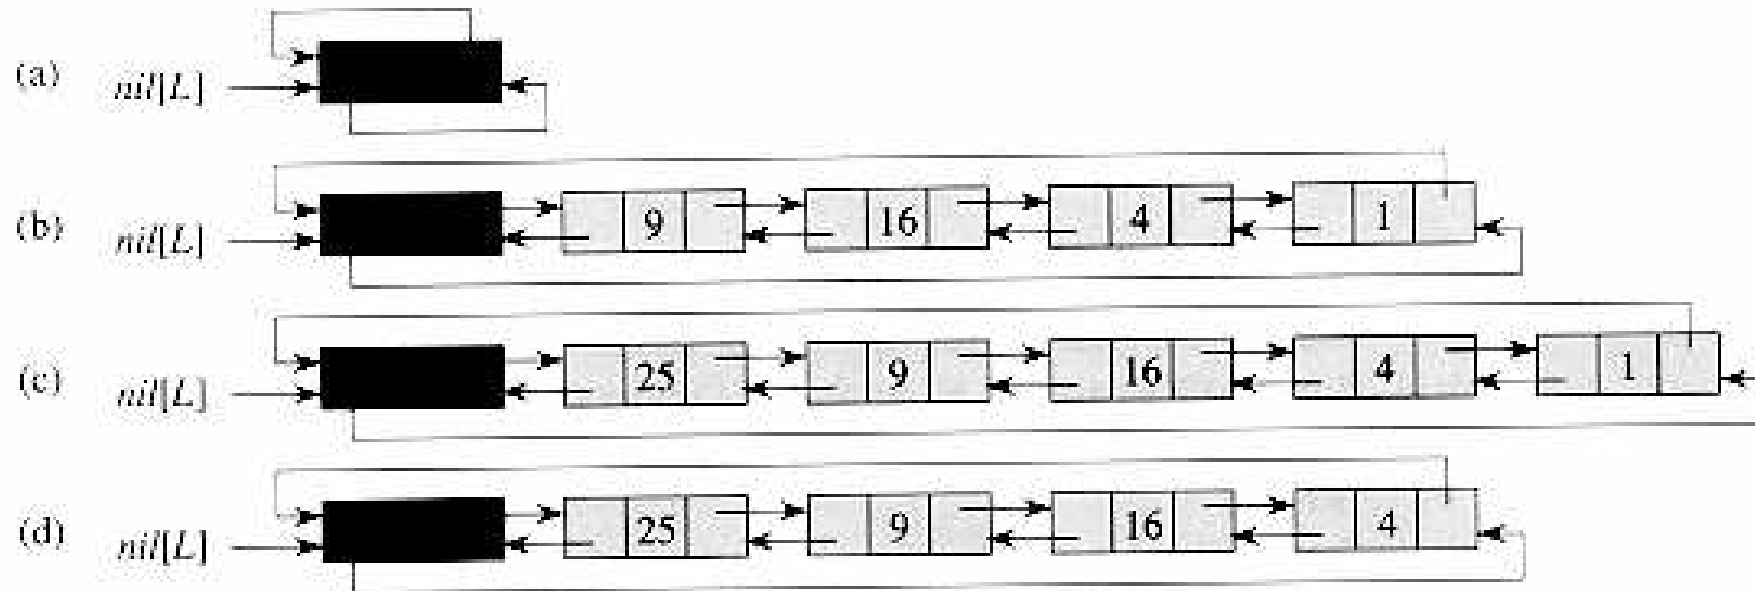 (a) nil[L]
(b) nil[L] 9 16 4 1
(c) nil[L] 25 9 16 4 1
(d) nil[L] 25 9 16 4